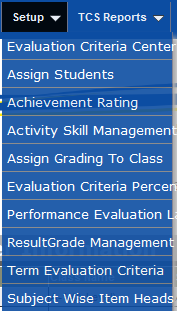 Setup TCS Reports
Evaluation Criteria Center
Assign Students
Achievement Rating
Activity Skill Management
Assign Grading To Class
Evaluation Criteria Percen
Performance Evaluation La
ResultGrade Management
Term Evaluation Criteria
Subject Wise Item Heads